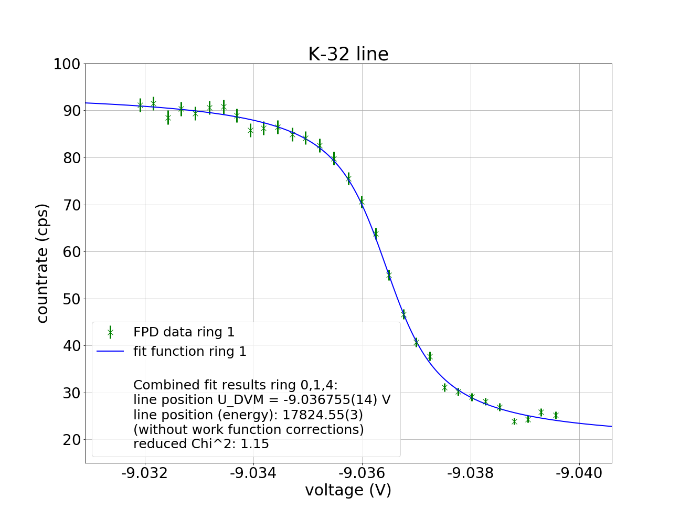 K-32 line
100
90
80
70
60
50
40
30
20
countrate (cps)
FPD data ring 1
fit function ring 1
Combined fit results ring 0,1,4:
line position U_DVM = -9.036755(14) V
line position (energy): 17824.55(3)
(without work function corrections)
reduced Chi^2: 1.15
-9.032 -9.034 -9.036 -9.038 -9.040
voltage (V)